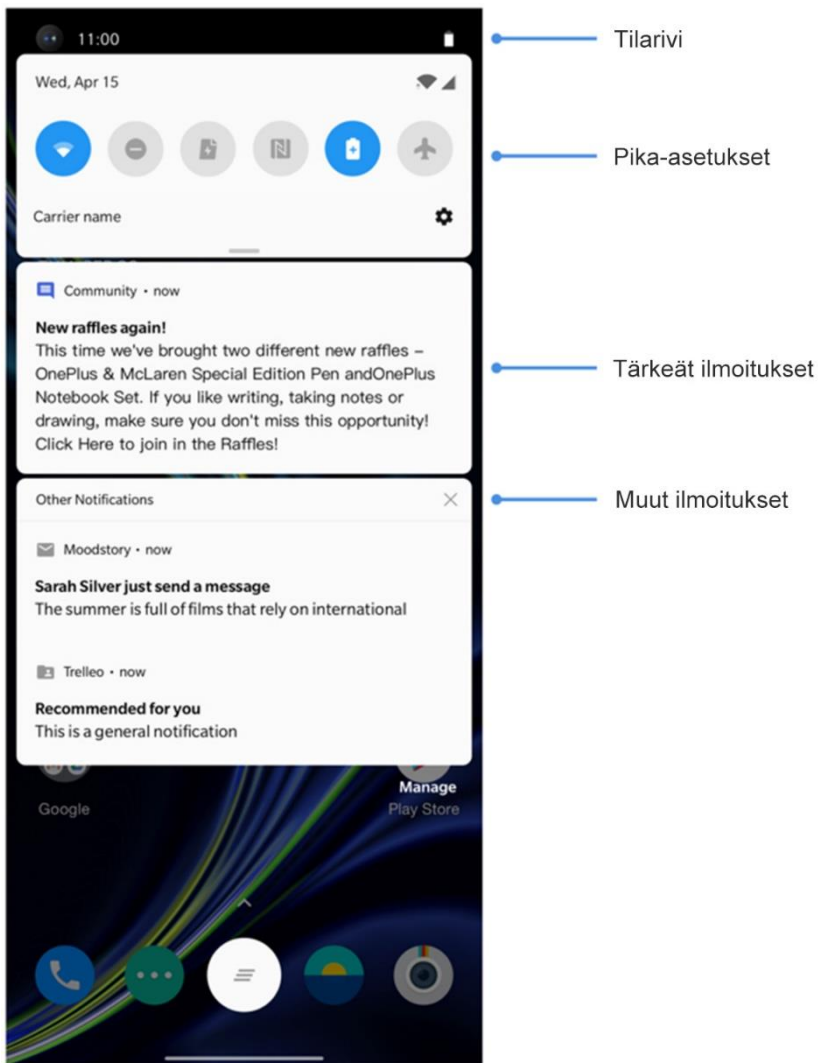 11:00
Tilarivi
Wed, Apr 15
Pika-asetukset
Carrier name
Community • now
New raffles again!
This time we've brought two different new raffles –
OnePlus & McLaren Special Edition Pen andOnePlus
Notebook Set. If you like writing, taking notes or
drawing, make sure you don't miss this opportunity!
Click Here to join in the Raffles!
Tärkeät ilmoitukset
Other Notifications
Muut ilmoitukset
Moodstory • now
Sarah Silver just send a message
The summer is full of films that rely on international
Trelleo • now
Recommended for you
This is a general notification
Manage
Google
Play Store